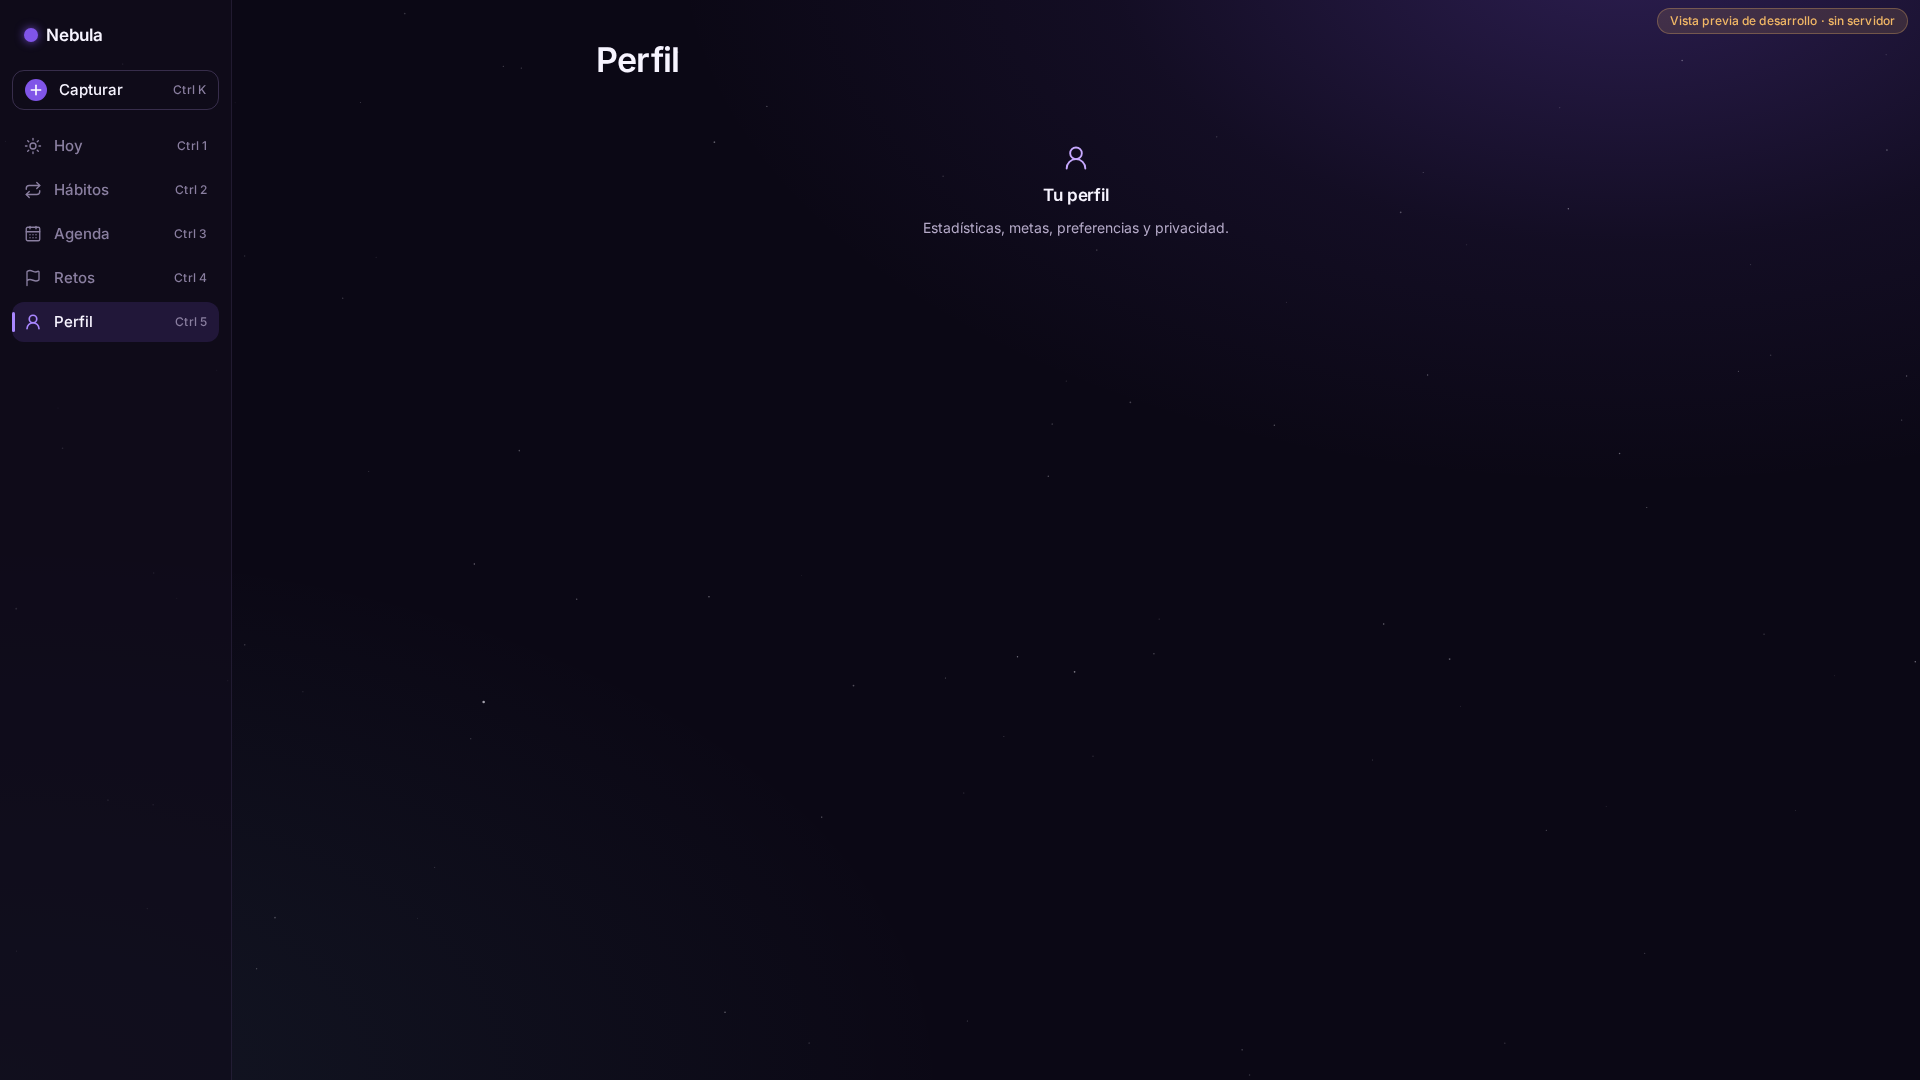 Nebula
Capturar Ctrl K
Hoy Ctrl 1
Hábitos Ctrl 2
Agenda Ctrl 3
Retos Ctrl 4
Perfil Ctrl 5
Vista previa de desarrollo · sin servidor
Perfil
Tu perfil
Estadísticas, metas, preferencias y privacidad.